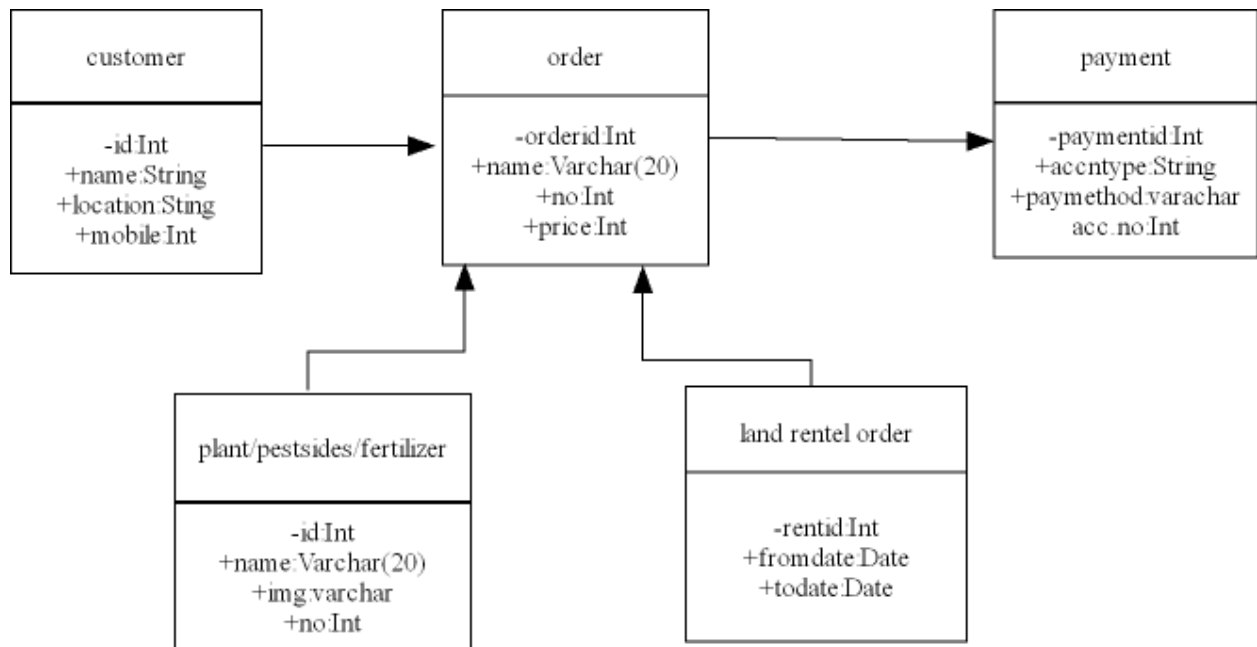 customer
-id:Int
+name:String
+location:Sting
+mobile:Int
order
-orderid:Int
+name:Varchar(20)
+no:Int
+price:Int
payment
-paymentid:Int
+accntype:String
+paymethod:varachar
acc.no:Int
plant/pestsides/fertilizer
-id:Int
+name:Varchar(20)
+img:varchar
+no:Int
land rentel order
-rentid:Int
+fromdate:Date
+todate:Date